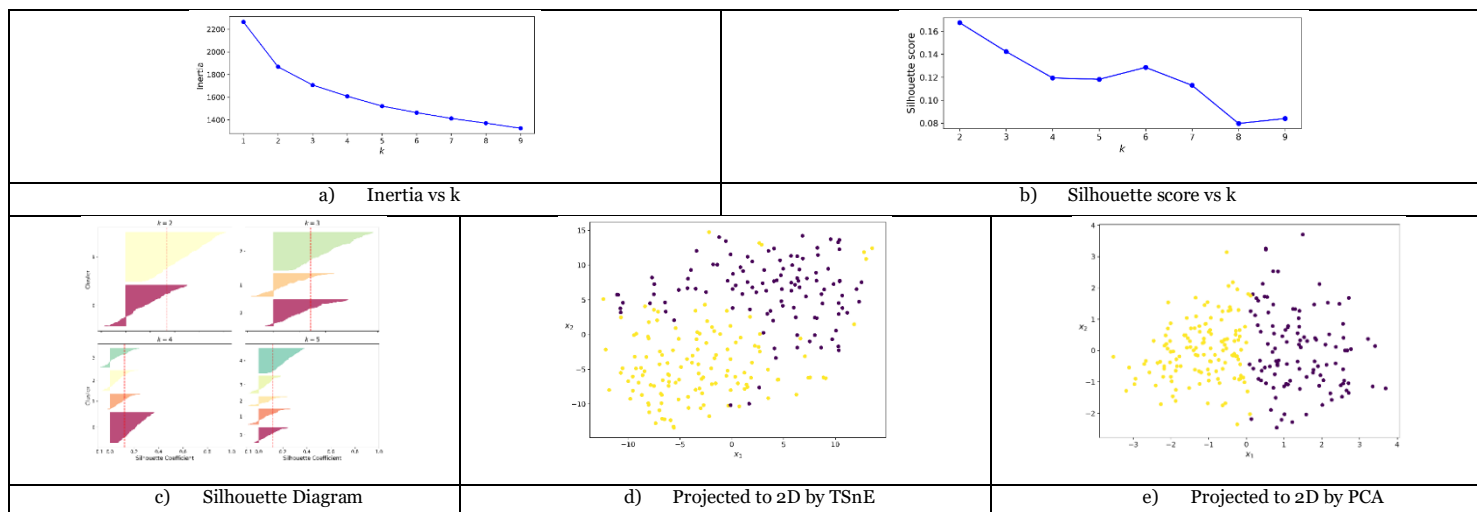 2200
2000
1800
1600
1400
Inertia
1 2 3 4 5 6 7 8 9
k
0.16
0.14
0.12
0.10
0.08
Silhouette score
2 3 4 5 6 7 8 9
k
a) Inertia vs k
b) Silhouette score vs k
k=2
k=3
Cluster
k=4
k=5
Cluster
Silhouette Coefficient
Silhouette Coefficient
15
10
5
0
−5
−10
x2
−10 −5 0 5 10
x1
4
3
2
1
0
−1
−2
x2
−3 −2 −1 0 1 2 3 4
x1
c) Silhouette Diagram
d) Projected to 2D by TSnE
e) Projected to 2D by PCA